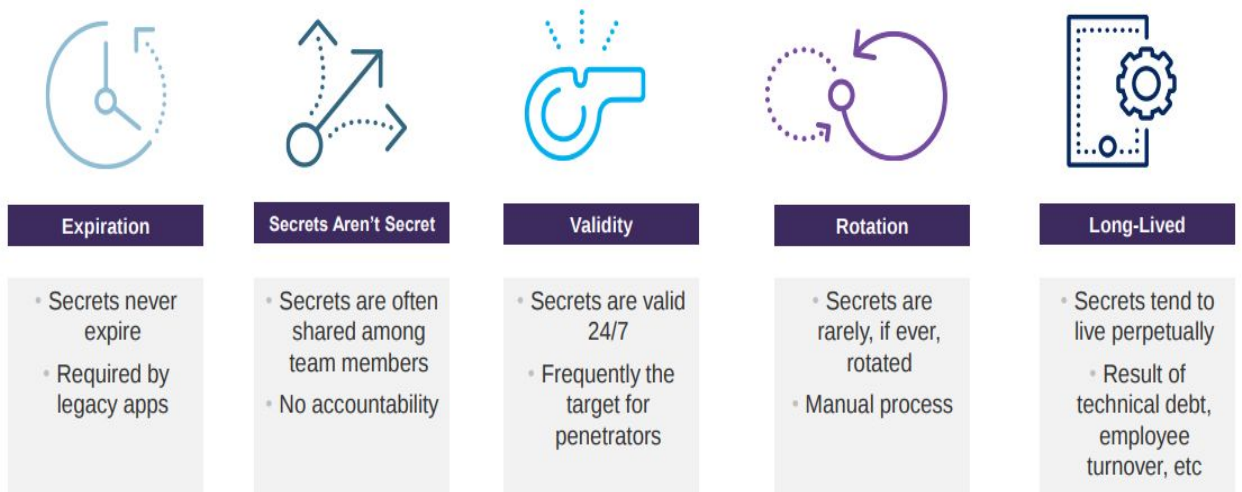 Expiration
• Secrets never
expire
• Required by
legacy apps
Secrets Aren't Secret
• Secrets are often
shared among
team members
• No accountability
Validity
• Secrets are valid
24/7
• Frequently the
target for
penetrators
Rotation
• Secrets are
rarely, if ever,
rotated
• Manual process
Long-Lived
• Secrets tend to
live perpetually
• Result of
technical debt,
employee
turnover, etc